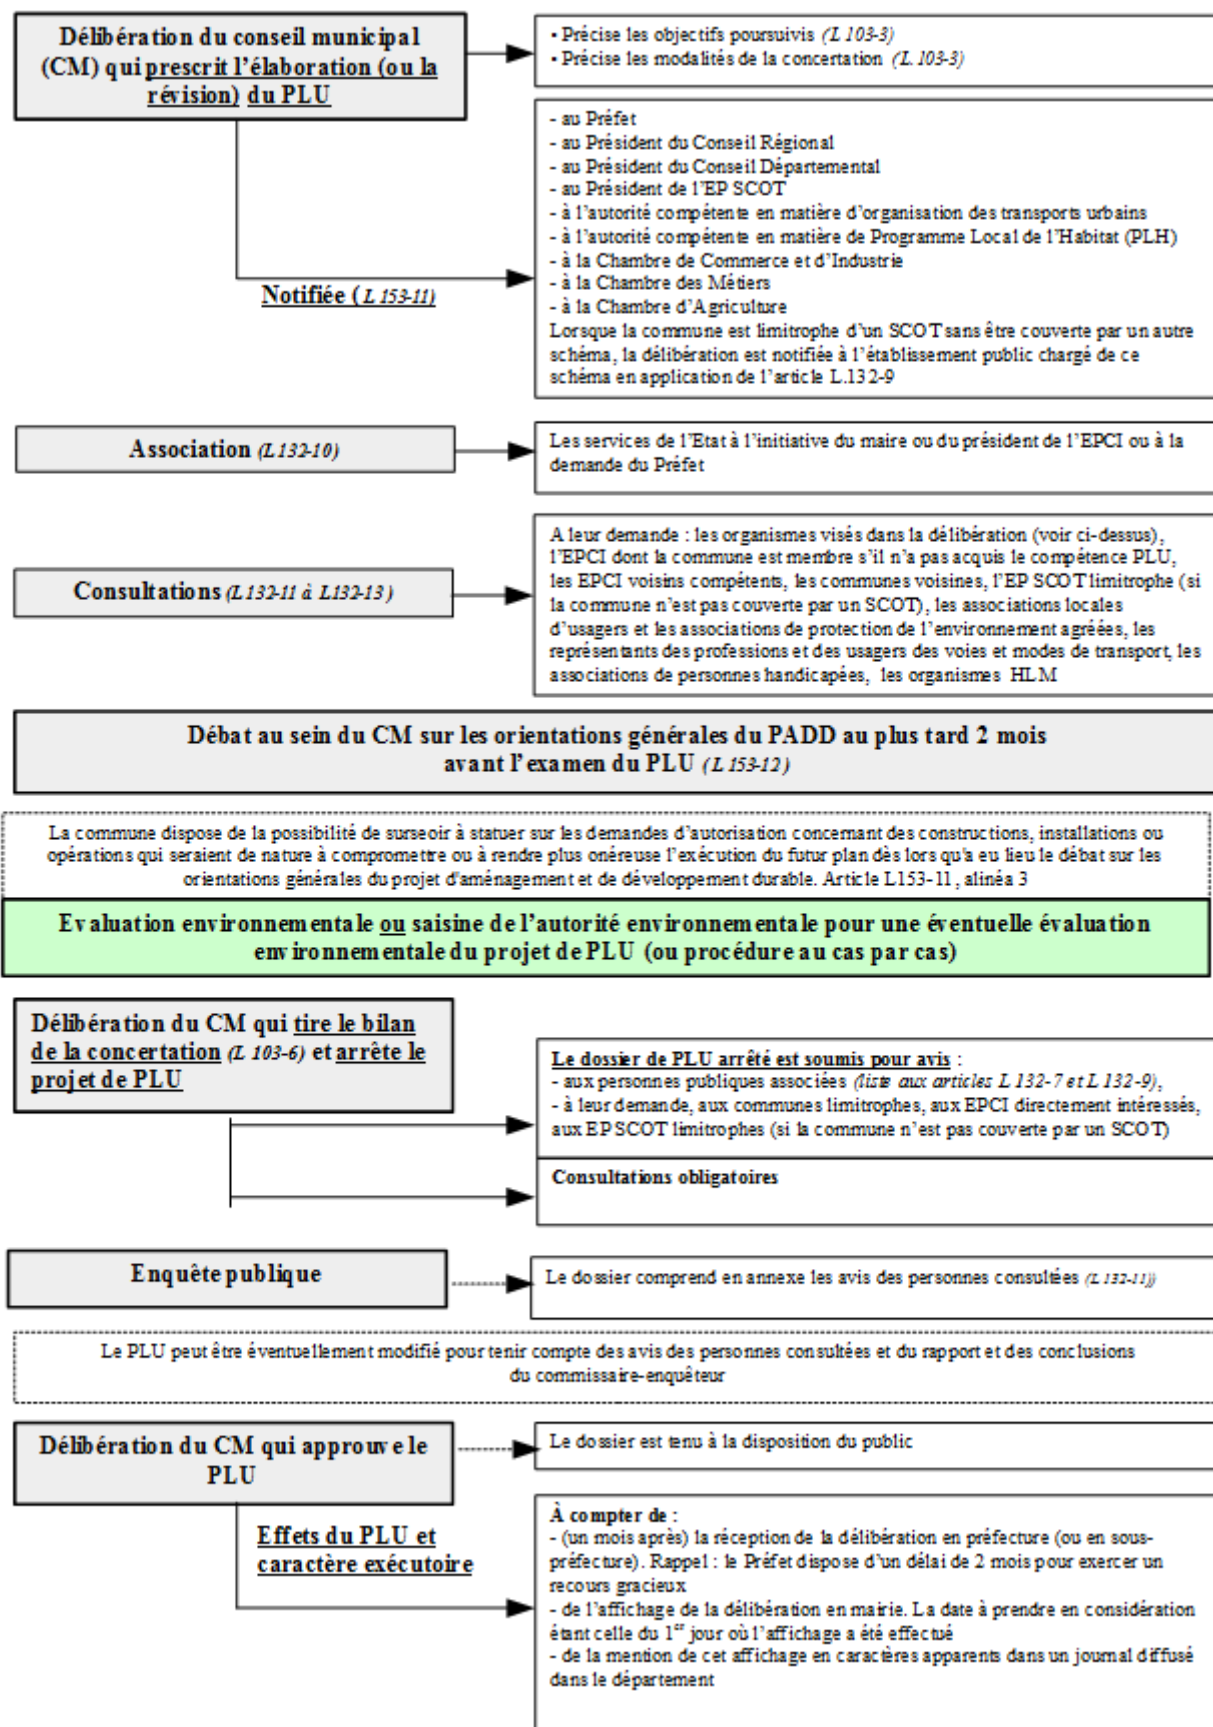 Délibération du conseil municipal
(CM) qui prescrit l'élaboration (ou la
révision) du PLU
▪ Précise les objectifs poursuivis (L 103-3)
▪ Précise les modalités de la concertation (L. 103-3)
- au Préfet
- au Président du Conseil Régional
- au Président du Conseil Départemental
- au Président de l'EP SCOT
- à l'autorité compétente en matière d'organisation des transports urbains
- à l'autorité compétente en matière de Programme Local de l'Habitat (PLH)
- à la Chambre de Commerce et d'Industrie
- à la Chambre des Métiers
- à la Chambre d'Agriculture
Lorsque la commune est limitrophe d'un SCOT sans être couverte par un autre
schéma, la délibération est notifiée à l'établissement public chargé de ce
schéma en application de l'article L.132-9
Notifiée ( L 153-11)
Association (L132-10)
Les services de l'Etat à l'initiative du maire ou du président de l'EPCI ou à la
demande du Préfet
Consultations (L132-11 à L132-13)
A leur demande : les organismes visés dans la délibération (voir ci-dessus),
l'EPCI dont la commune est membre s'il n'a pas acquis le compétence PLU,
les EPCI voisins compétents, les communes voisines, l'EP SCOT limitrophe (si
la commune n'est pas couverte par un SCOT), les associations locales
d'usagers et les associations de protection de l'environnement agréées, les
représentants des professions et des usagers des voies et modes de transport, les
associations de personnes handicapées, les organismes HLM
Débat au sein du CM sur les orientations générales du PADD au plus tard 2 mois
avant l'examen du PLU (L 153-12)
La commune dispose de la possibilité de surseoir à statuer sur les demandes d'autorisation concernant des constructions, installations ou
opérations qui seraient de nature à compromettre ou à rendre plus onéreuse l'exécution du futur plan dès lors qu'a eu lieu le débat sur les
orientations générales du projet d'aménagement et de développement durable. Article L153-11, alinéa 3
Evaluation environnementale ou saisine de l'autorité environnementale pour une éventuelle évaluation
environnementale du projet de PLU (ou procédure au cas par cas)
Délibération du CM qui tire le bilan
de la concertation (L 103-6) et arrête le
projet de PLU
Le dossier de PLU arrêté est soumis pour avis :
- aux personnes publiques associées (liste aux articles L 132-7 et L 132-9),
- à leur demande, aux communes limitrophes, aux EPCI directement intéressés,
aux EP SCOT limitrophes (si la commune n'est pas couverte par un SCOT)
Consultations obligatoires
Enquête publique
Le dossier comprend en annexe les avis des personnes consultées (L 132-11))
Le PLU peut être éventuellement modifié pour tenir compte des avis des personnes consultées et du rapport et des conclusions
du commissaire-enquêteur
Délibération du CM qui approuve le
PLU
Le dossier est tenu à la disposition du public
Effets du PLU et
caractère exécutoire
À compter de :
- (un mois après) la réception de la délibération en préfecture (ou en sous-
préfecture). Rappel : le Préfet dispose d'un délai de 2 mois pour exercer un
recours gracieux
- de l'affichage de la délibération en mairie. La date à prendre en considération
étant celle du 1er jour où l'affichage a été effectué
- de la mention de cet affichage en caractères apparents dans un journal diffusé
dans le département